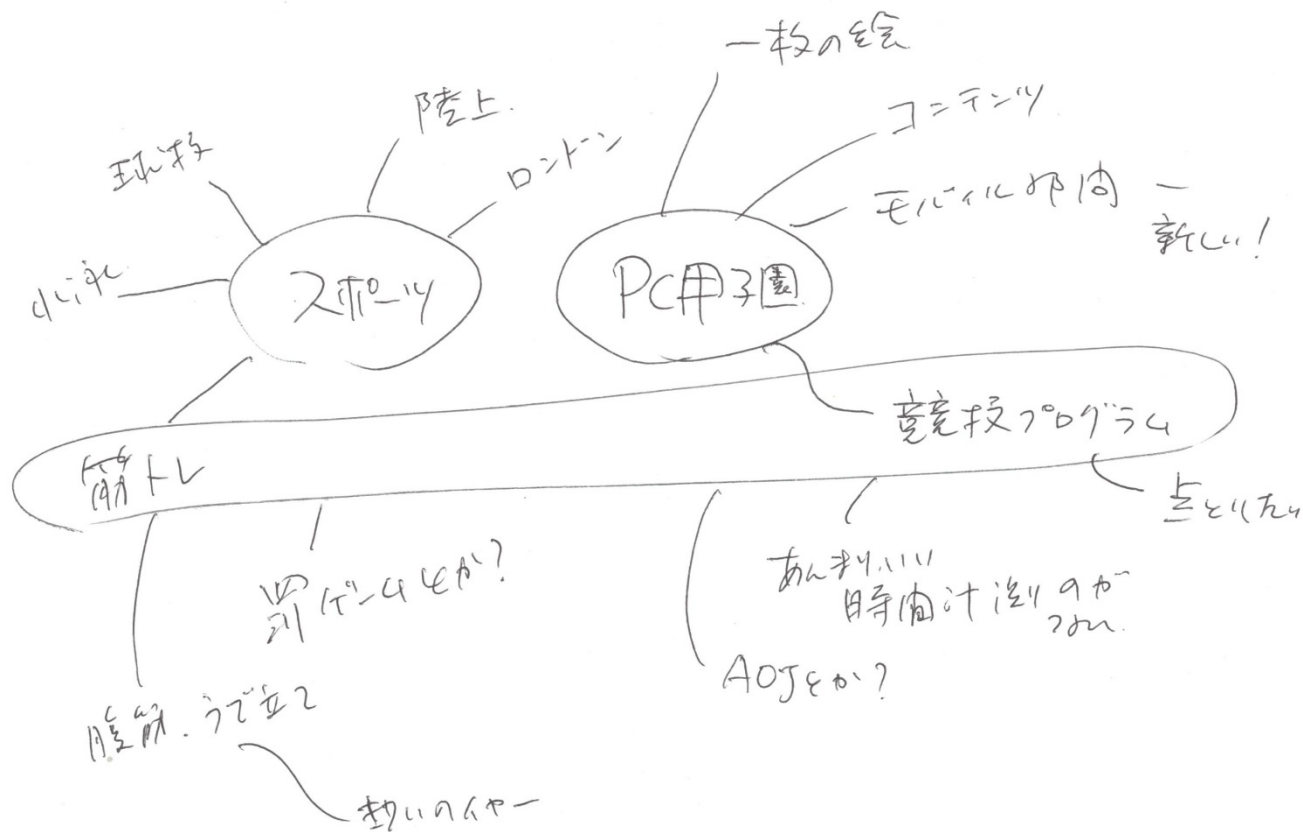 一枚の絵
陸上.
コンテンツ
球技
ロンドン
モバイル部門 ー
新しい!
水泳
スポーツ
PC甲子園
競技プログラム
筋トレ
点とりたい
罰ゲームとか?
あんまりいい
時間計測のが
ない
AOJとか?
腹筋.うで立て
熱いのイヤー